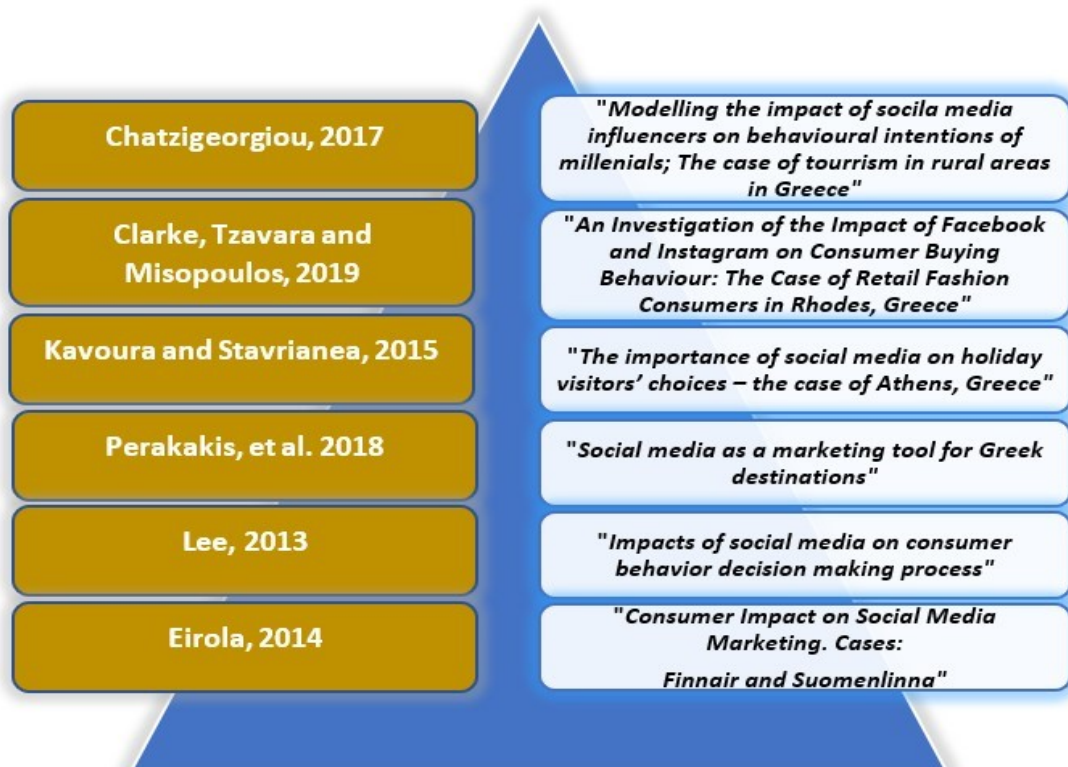 Chatzigeorgiou, 2017
"Modelling the impact of socila media
influencers on behavioural intentions of
millenials; The case of tourrism in rural areas
in Greece"
Clarke, Tzavara and
Misopoulos, 2019
"An Investigation of the Impact of Facebook
and Instagram on Consumer Buying
Behaviour: The Case of Retail Fashion
Consumers in Rhodes, Greece"
Kavoura and Stavrianea, 2015
"The importance of social media on holiday
visitors’ choices – the case of Athens, Greece"
Perakakis, et al. 2018
"Social media as a marketing tool for Greek
destinations"
Lee, 2013
"Impacts of social media on consumer
behavior decision making process"
Eirola, 2014
"Consumer Impact on Social Media
Marketing. Cases:
Finnair and Suomenlinna"